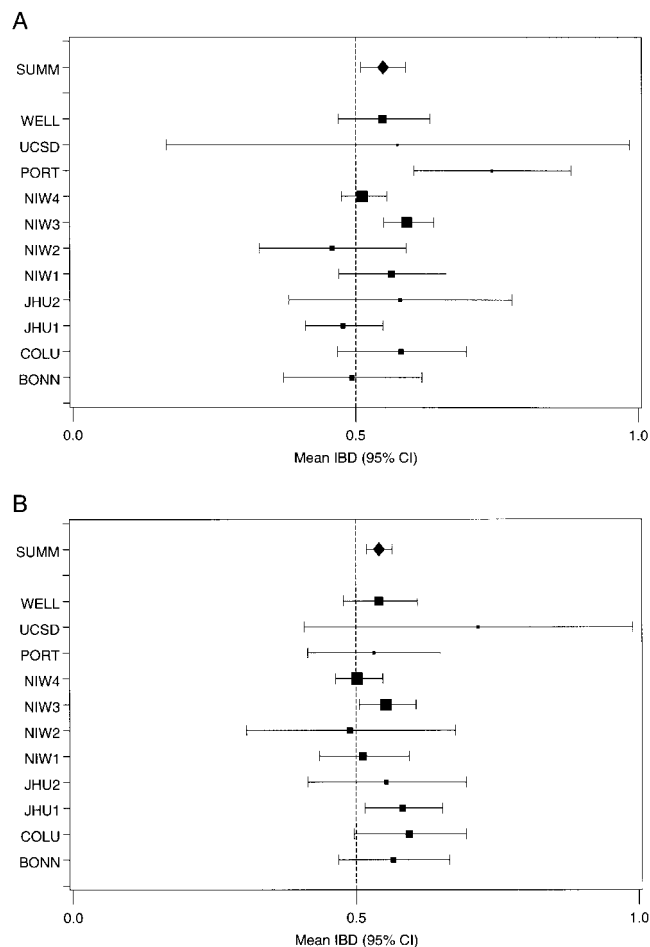 A
SUMM
WELL
UCSD
PORT
NIW4
NIW3
NIW2
NIW1
JHU2
JHU1
COLU
BONN
0.0 0.5 1.0
Mean IBD (95% CI)
B
SUMM
WELL
UCSD
PORT
NIW4
NIW3
NIW2
NIW1
JHU2
JHU1
COLU
BONN
0.0 0.5 1.0
Mean IBD (95% CI)